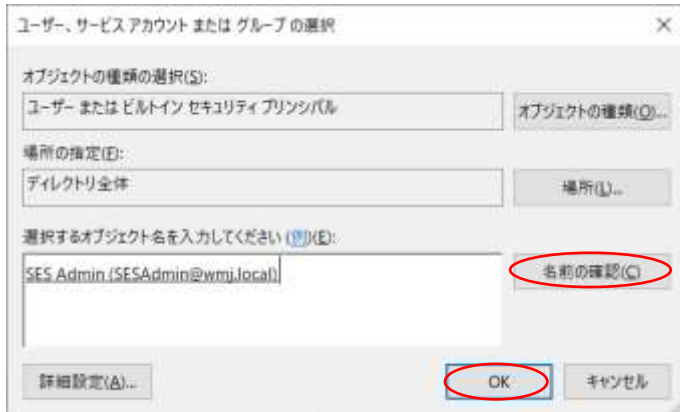 ユーザー、サービス アカウント または グループ の選択
オブジェクトの種類の選択(S):
ユーザー または ビルトイン セキュリティ プリンシパル
オブジェクトの種類(O)...
場所の指定(F):
ディレクトリ全体
場所(L)...
選択するオブジェクト名を入力してください (例)(E):
SES Admin (SESAdmin@wmj.local)
名前の確認(C)
詳細設定(A)...
OK
キャンセル